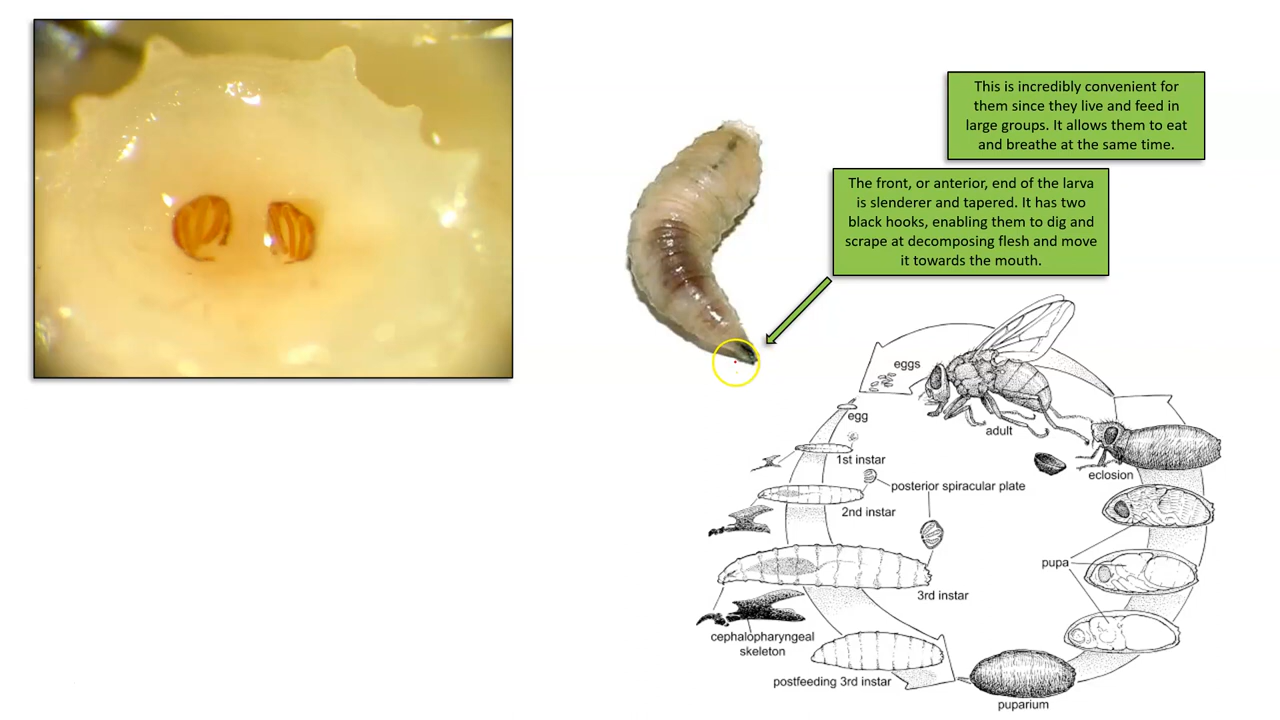 This is incredibly convenient for
them since they live and feed in
large groups. It allows them to eat
and breathe at the same time.
The front, or anterior, end of the larva
is slenderer and tapered. It has two
black hooks, enabling them to dig and
scrape at decomposing flesh and move
it towards the mouth.
eggs
egg
adult
1st instar
eclosion
posterior spiracular plate
2nd instar
pupa
3rd instar
cephalopharyngeal
skeleton
postfeeding 3rd instar
puparium